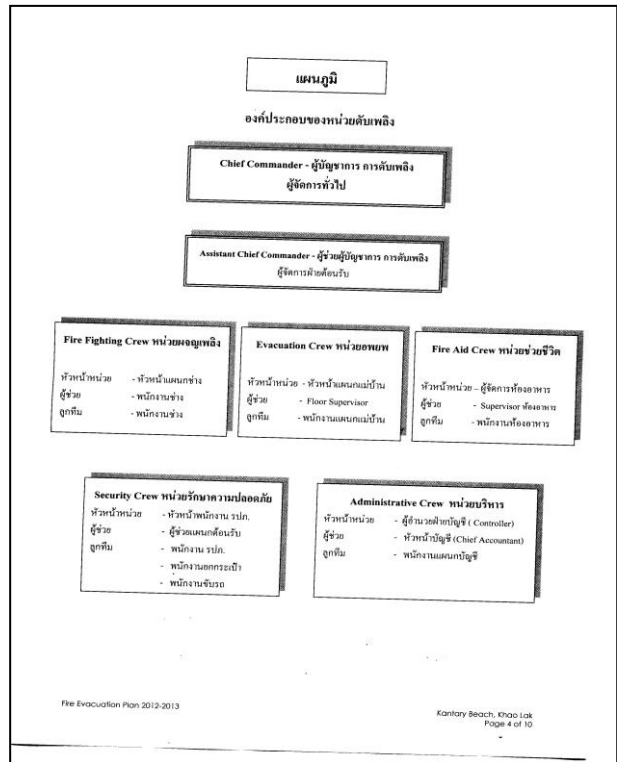 แผนภูมิ
องค์ประกอบของหน่วยดับเพลิง
Chief Commander - ผู้บัญชาการ การดับเพลิง
ผู้จัดการทั่วไป
Assistant Chief Commander - ผู้ช่วยผู้บัญชาการ การดับเพลิง
ผู้จัดการฝ่ายต้อนรับ
Fire Fighting Crew หน่วยผจญเพลิง
หัวหน้าหน่วย - หัวหน้าแผนกช่าง
ผู้ช่วย - พนักงานช่าง
ลูกทีม - พนักงานช่าง
Evacuation Crew หน่วยอพยพ
หัวหน้าหน่วย - หัวหน้าแผนกแม่บ้าน
ผู้ช่วย - Floor Supervisor
ลูกทีม - พนักงานแผนกแม่บ้าน
Fire Aid Crew หน่วยช่วยชีวิต
หัวหน้าหน่วย – ผู้จัดการห้องอาหาร
ผู้ช่วย - Supervisor ห้องอาหาร
ลูกทีม - พนักงานห้องอาหาร
Security Crew หน่วยรักษาความปลอดภัย
หัวหน้าหน่วย - หัวหน้าพนักงาน รปภ.
ผู้ช่วย - ผู้ช่วยแผนกต้อนรับ
ลูกทีม - พนักงาน รปภ.
- พนักงานยกกระเป๋า
- พนักงานขับรถ
Administrative Crew หน่วยบริหาร
หัวหน้าหน่วย - ผู้อำนวยฝ่ายบัญชี ( Controller)
ผู้ช่วย - หัวหน้าบัญชี (Chief Accountant)
ลูกทีม - พนักงานแผนกบัญชี
Fire Evacuation Plan 2012-2013
Kantary Beach, Khao Lak
Page 4 of 10